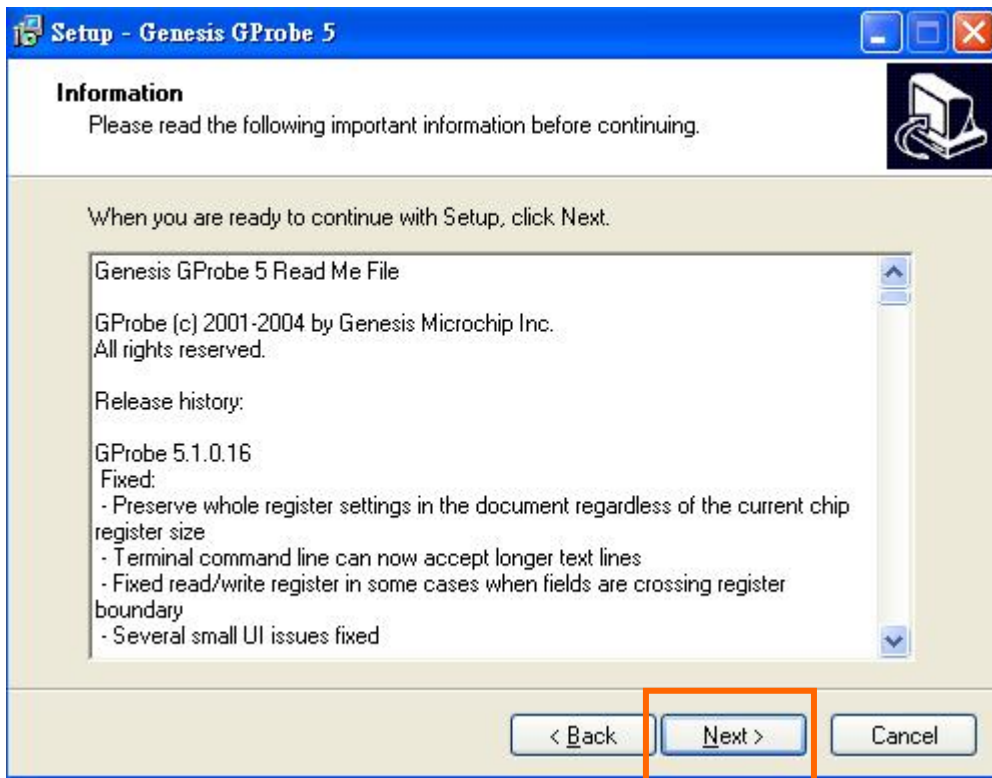 Setup - Genesis GProbe 5
Information
Please read the following important information before continuing.
When you are ready to continue with Setup, click Next.
Genesis GProbe 5 Read Me File
GProbe (c) 2001-2004 by Genesis Microchip Inc.
All rights reserved.
Release history:
GProbe 5.1.0.16
Fixed:
- Preserve whole register settings in the document regardless of the current chip
register size
- Terminal command line can now accept longer text lines
- Fixed read/write register in some cases when fields are crossing register
boundary
- Several small UI issues fixed
< Back
Next >
Cancel